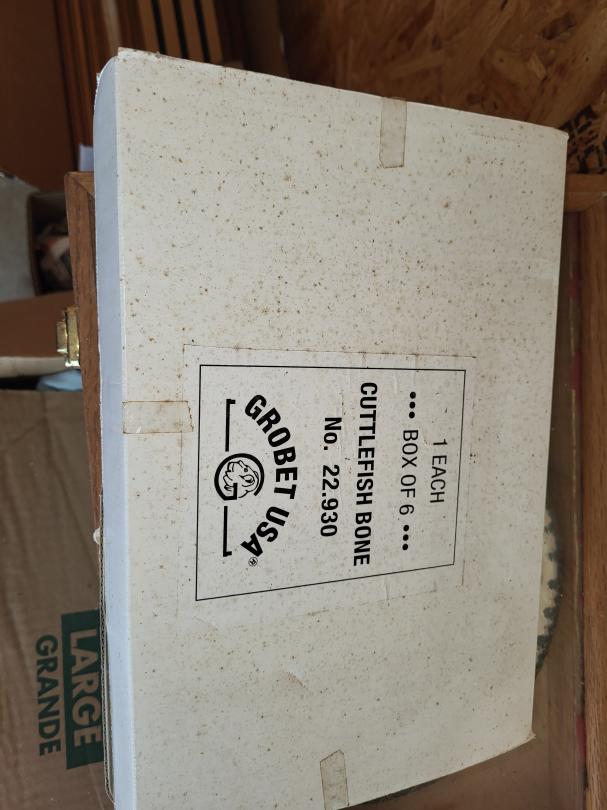 1 EACH
••• BOX OF 6 •••
CUTTLEFISH BONE
No. 22.930
GROBET USA®
LARGE
GRANDE